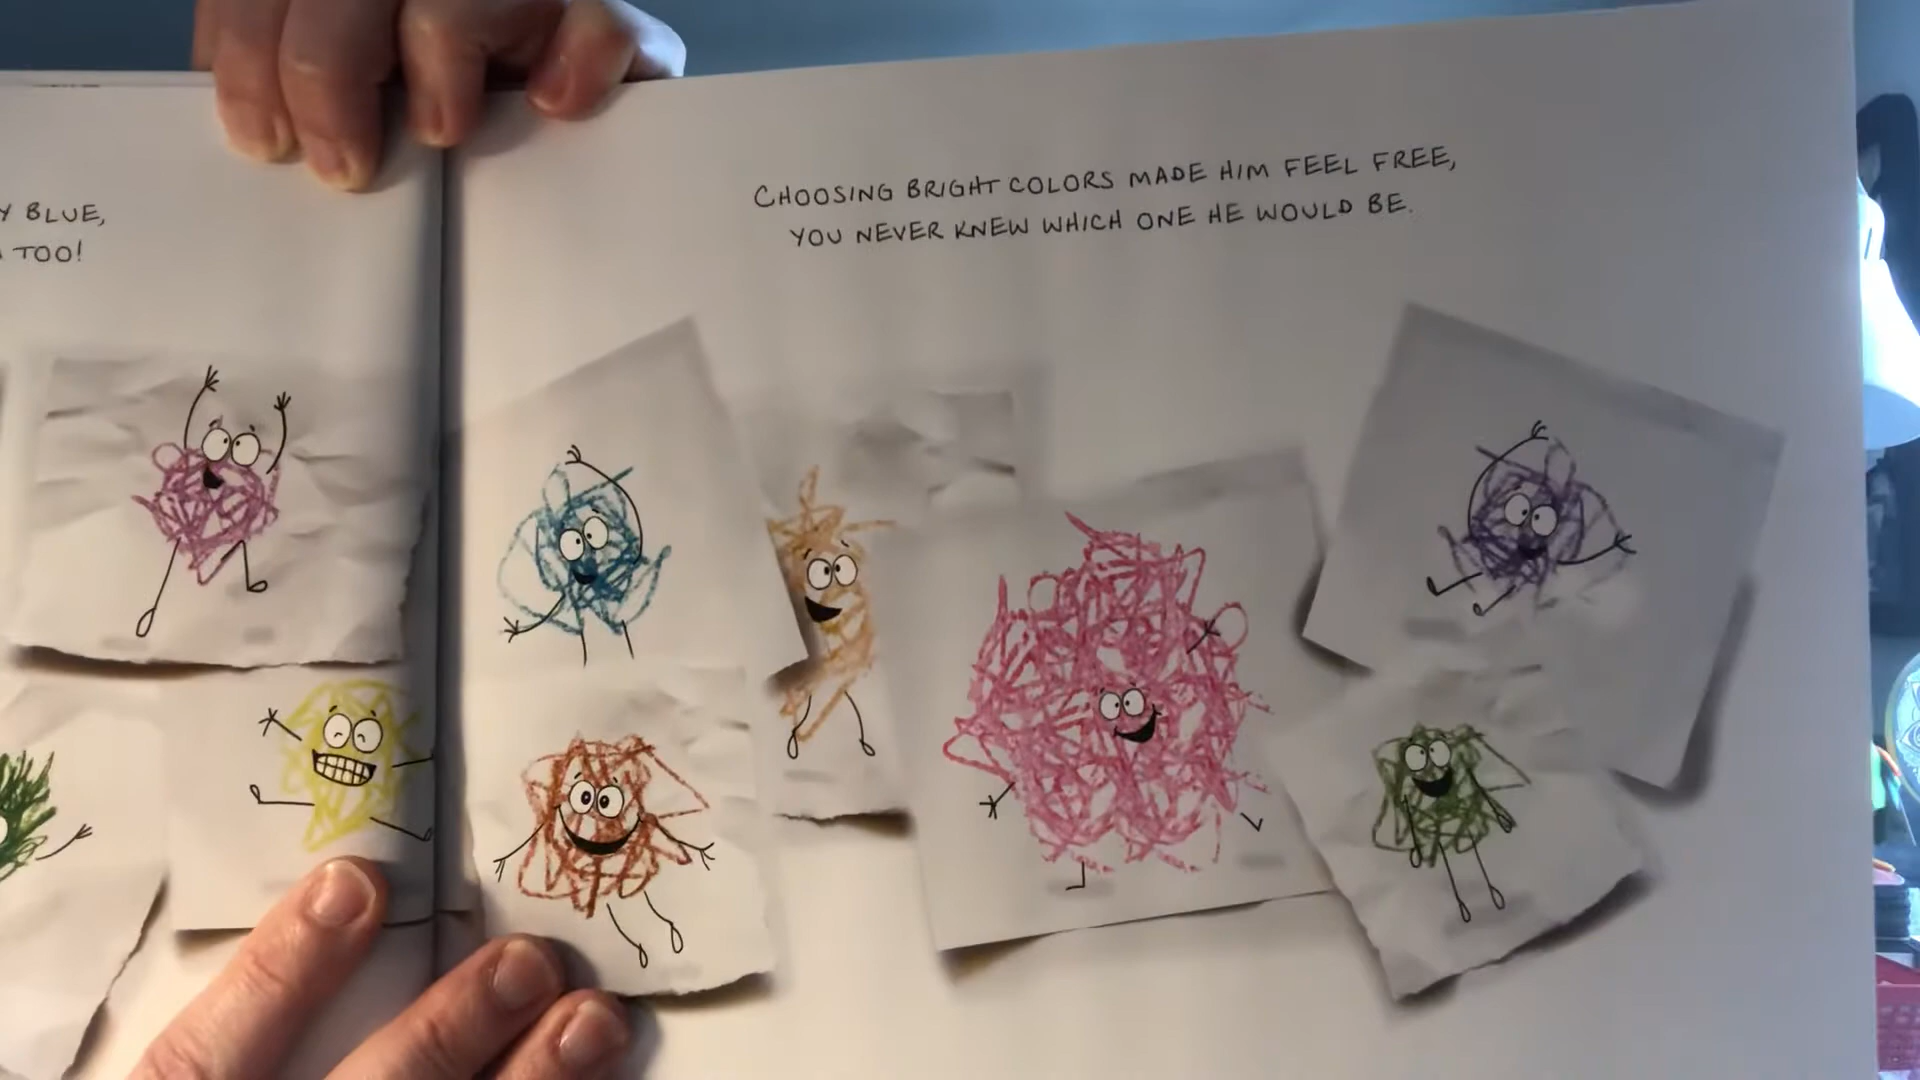 BLUE,
TOO!
CHOOSING BRIGHT COLORS MADE HIM FEEL FREE,
YOU NEVER KNEW WHICH ONE HE WOULD BE.